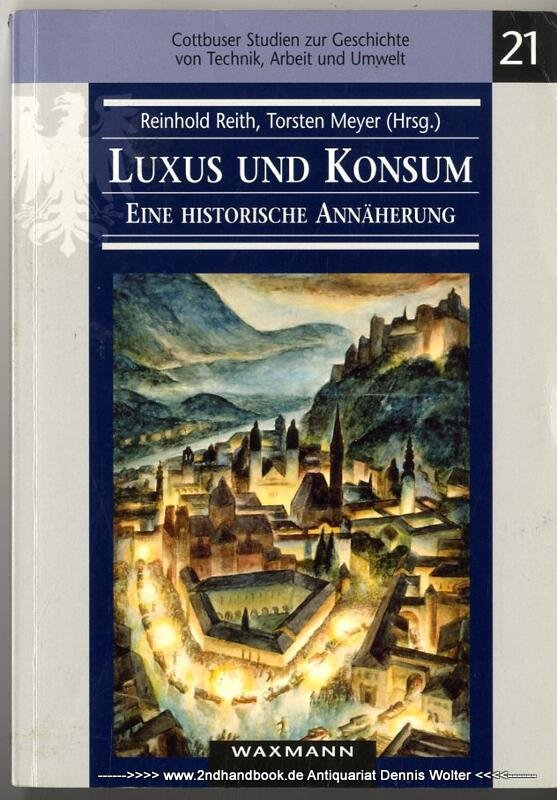 Cottbuser Studien zur Geschichte
von Technik, Arbeit und Umwelt
21
Reinhold Reith, Torsten Meyer (Hrsg.)
LUXUS UND KONSUM
EINE HISTORISCHE ANNÄHERUNG
WAXMANN
------>>>> www.2ndhandbook.de Antiquariat Dennis Wolter <<<<------